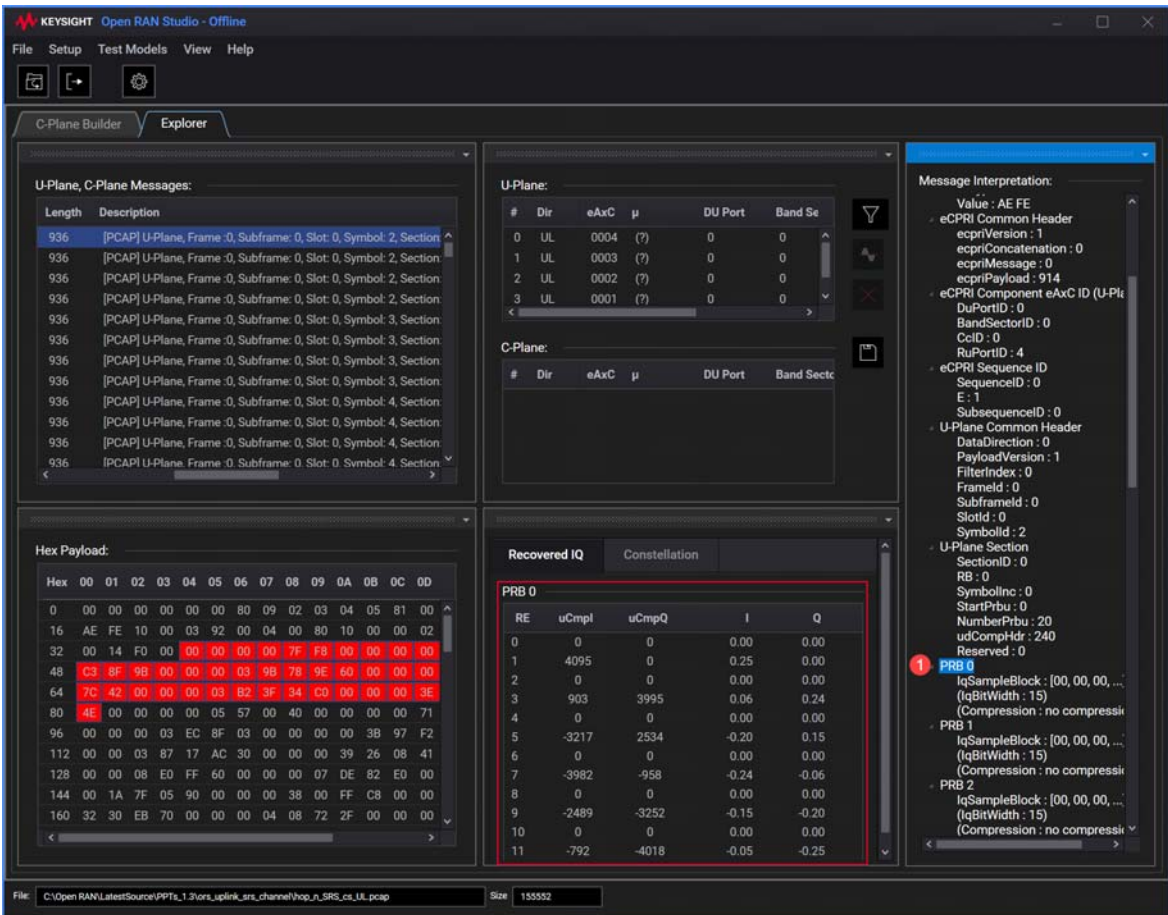 KEYSIGHT Open RAN Studio - Offline
File Setup Test Models View Help
C-Plane Builder Explorer
U-Plane, C-Plane Messages:
Length Description
936 [PCAP] U-Plane, Frame :0, Subframe: 0, Slot: 0, Symbol: 2, Section:
936 [PCAP] U-Plane, Frame :0, Subframe: 0, Slot: 0, Symbol: 2, Section:
936 [PCAP] U-Plane, Frame :0, Subframe: 0, Slot: 0, Symbol: 2, Section:
936 [PCAP] U-Plane, Frame :0, Subframe: 0, Slot: 0, Symbol: 2, Section:
936 [PCAP] U-Plane, Frame :0, Subframe: 0, Slot: 0, Symbol: 3, Section:
936 [PCAP] U-Plane, Frame :0, Subframe: 0, Slot: 0, Symbol: 3, Section:
936 [PCAP] U-Plane, Frame :0, Subframe: 0, Slot: 0, Symbol: 3, Section:
936 [PCAP] U-Plane, Frame :0, Subframe: 0, Slot: 0, Symbol: 3, Section:
936 [PCAP] U-Plane, Frame :0, Subframe: 0, Slot: 0, Symbol: 4, Section:
936 [PCAP] U-Plane, Frame :0, Subframe: 0, Slot: 0, Symbol: 4, Section:
936 [PCAP] U-Plane, Frame :0, Subframe: 0, Slot: 0, Symbol: 4, Section:
936 [PCAP] U-Plane, Frame :0, Subframe: 0, Slot: 0, Symbol: 4, Section:
U-Plane:
# Dir eAxC μ DU Port Band Se
0 UL 0004 (?) 0 0
1 UL 0003 (?) 0 0
2 UL 0002 (?) 0 0
3 UL 0001 (?) 0 0
C-Plane:
# Dir eAxC μ DU Port Band Sectc
Hex Payload:
Hex 00 01 02 03 04 05 06 07 08 09 0A 0B 0C 0D
0 00 00 00 00 00 00 80 09 02 03 04 05 81 00
16 AE FE 10 00 03 92 00 04 00 80 10 00 00 02
32 00 14 F0 00 00 00 00 00 7F F8 00 00 00 00
48 C3 8F 9B 00 00 00 03 9B 78 9E 60 00 00 00
64 7C 42 00 00 00 03 B2 3F 34 C0 00 00 00 3E
80 4E 00 00 00 00 05 57 00 40 00 00 00 00 71
96 00 00 00 03 EC 8F 03 00 00 00 00 3B 97 F2
112 00 00 03 87 17 AC 30 00 00 00 39 26 08 41
128 00 00 08 E0 FF 60 00 00 00 07 DE 82 E0 00
144 00 1A 7F 05 90 00 00 00 38 00 FF C8 00 00
160 32 30 EB 70 00 00 00 04 08 72 2F 00 00 00
Recovered IQ Constellation
PRB 0
RE uCmpI uCmpQ I Q
0 0 0 0.00 0.00
1 4095 0 0.25 0.00
2 0 0 0.00 0.00
3 903 3995 0.06 0.24
4 0 0 0.00 0.00
5 -3217 2534 -0.20 0.15
6 0 0 0.00 0.00
7 -3982 -958 -0.24 -0.06
8 0 0 0.00 0.00
9 -2489 -3252 -0.15 -0.20
10 0 0 0.00 0.00
11 -792 -4018 -0.05 -0.25
Message Interpretation:
Value : AE FE
eCPRI Common Header
ecpriVersion : 1
ecpriConcatenation : 0
ecpriMessage : 0
ecpriPayload : 914
eCPRI Component eAxC ID (U-Pla
DuPortID : 0
BandSectorID : 0
CcID : 0
RuPortID : 4
eCPRI Sequence ID
SequenceID : 0
E : 1
SubsequenceID : 0
U-Plane Common Header
DataDirection : 0
PayloadVersion : 1
FilterIndex : 0
FrameId : 0
SubframeId : 0
SlotId : 0
SymbolId : 2
U-Plane Section
SectionID : 0
RB : 0
SymbolInc : 0
StartPrbu : 0
NumberPrbu : 20
udCompHdr : 240
Reserved : 0
1 PRB 0
IqSampleBlock : [00, 00, 00, ...]
(IqBitWidth : 15)
(Compression : no compressi
PRB 1
IqSampleBlock : [00, 00, 00, ...
(IqBitWidth : 15)
(Compression : no compressi
PRB 2
IqSampleBlock : [00, 00, 00, ...
(IqBitWidth : 15)
(Compression : no compressi
File: C:\Open RAN\LatestSource\PPTs_1.3\ors_uplink_srs_channel\hop_n_SRS_cs_UL.pcap Size 155552